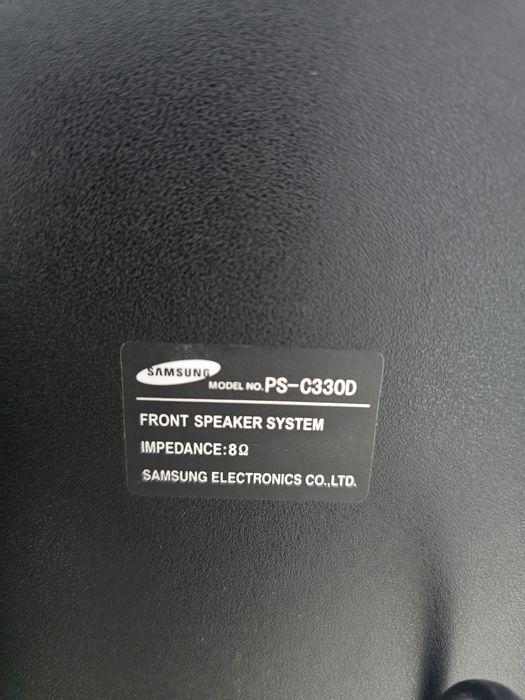 SAMSUNG
MODEL NO. PS-C330D
FRONT SPEAKER SYSTEM
IMPEDANCE:8Ω
SAMSUNG ELECTRONICS CO.,LTD.